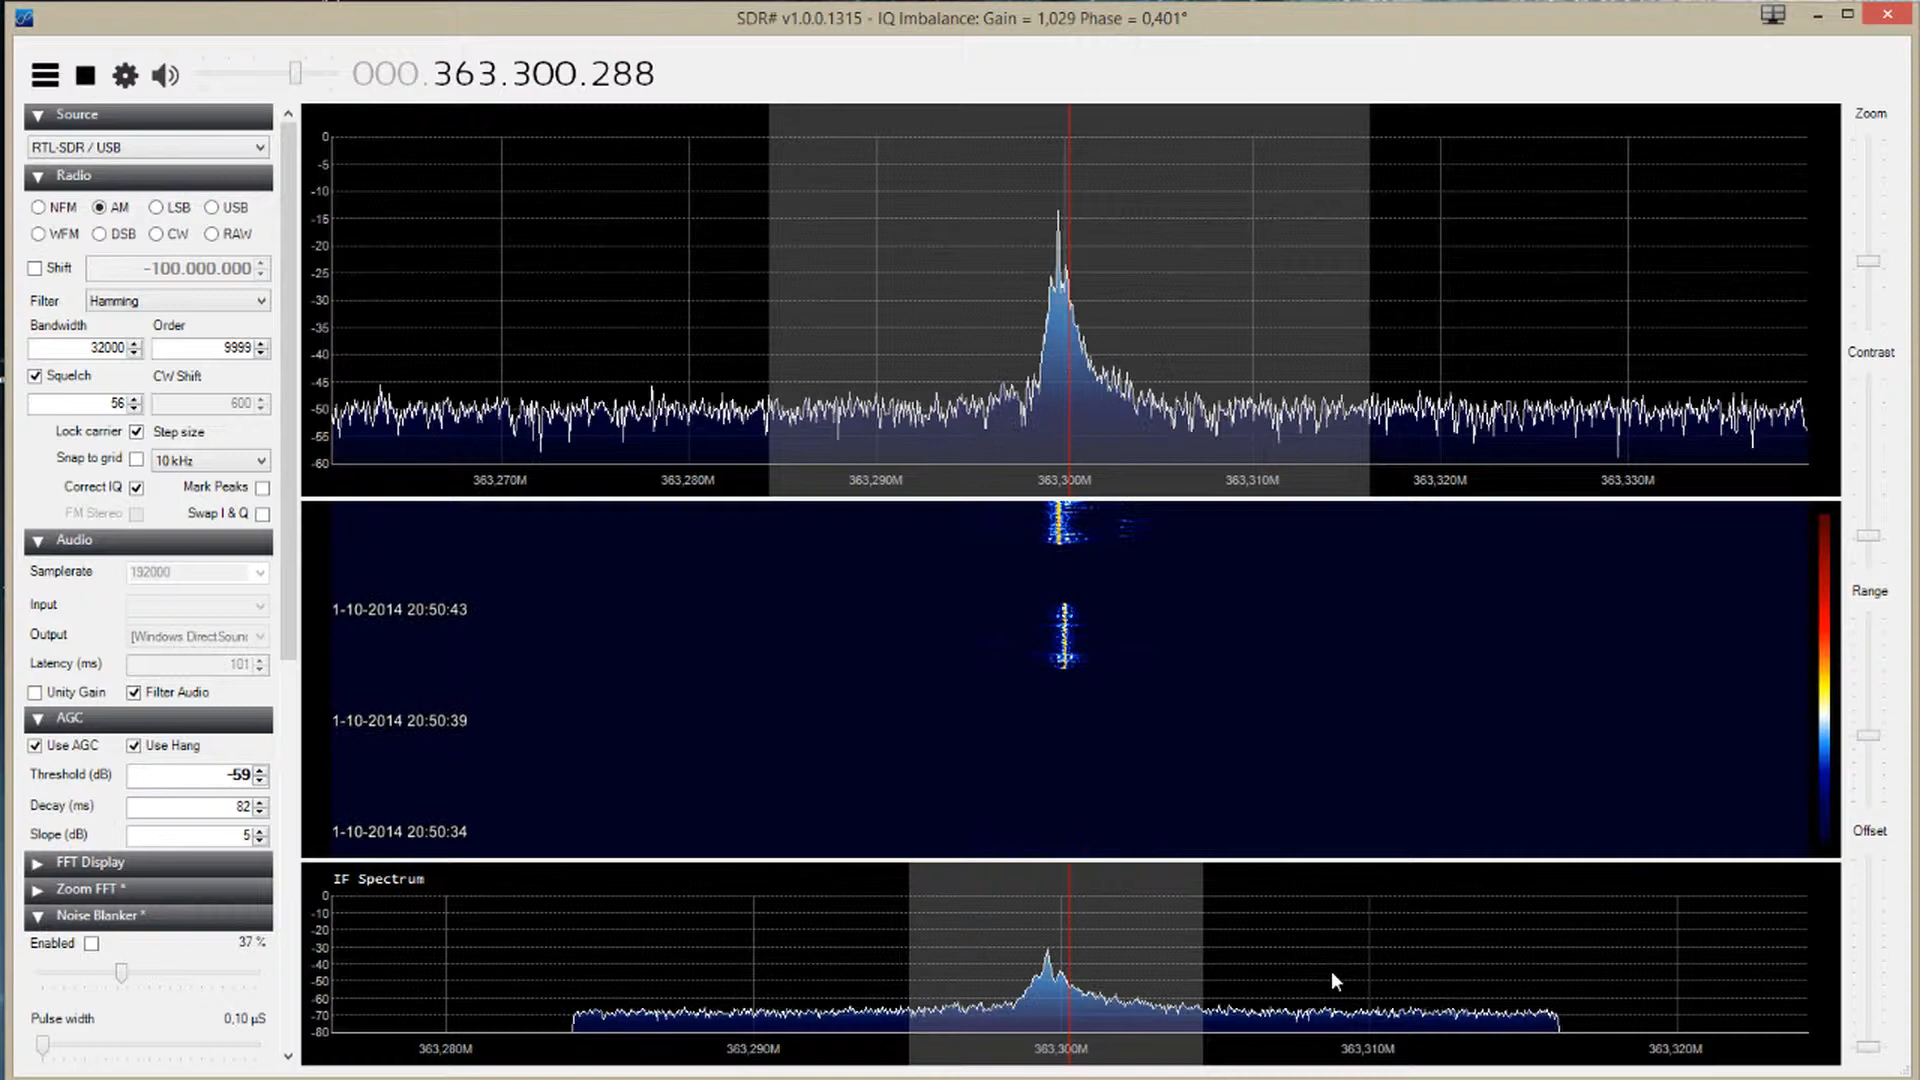 SDR# v1.0.0.1315 - IQ Imbalance: Gain = 1,029 Phase = 0,401°
000.363.300.288
Source
RTL-SDR / USB
Radio
NFM AM LSB USB
WFM DSB CW RAW
Shift -100.000.000
Filter Hamming
Bandwidth Order
32000 9999
Squelch CW Shift
56 600
Lock carrier Step size
Snap to grid 10 kHz
Correct IQ Mark Peaks
FM Stereo Swap I & Q
Audio
Samplerate 192000
Input
Output [Windows DirectSoun
Latency (ms) 101
Unity Gain Filter Audio
AGC
Use AGC Use Hang
Threshold (dB) -59
Decay (ms) 82
Slope (dB) 5
FFT Display
Zoom FFT *
Noise Blanker *
Enabled 37 %
Pulse width 0,10 µS
0
-5
-10
-15
-20
-25
-30
-35
-40
-45
-50
-55
-60
363,270M 363,280M 363,290M 363,300M 363,310M 363,320M 363,330M
1-10-2014 20:50:43
1-10-2014 20:50:39
1-10-2014 20:50:34
IF Spectrum
0
-10
-20
-30
-40
-50
-60
-70
-80
363,280M 363,290M 363,300M 363,310M 363,320M
Zoom
Contrast
Range
Offset